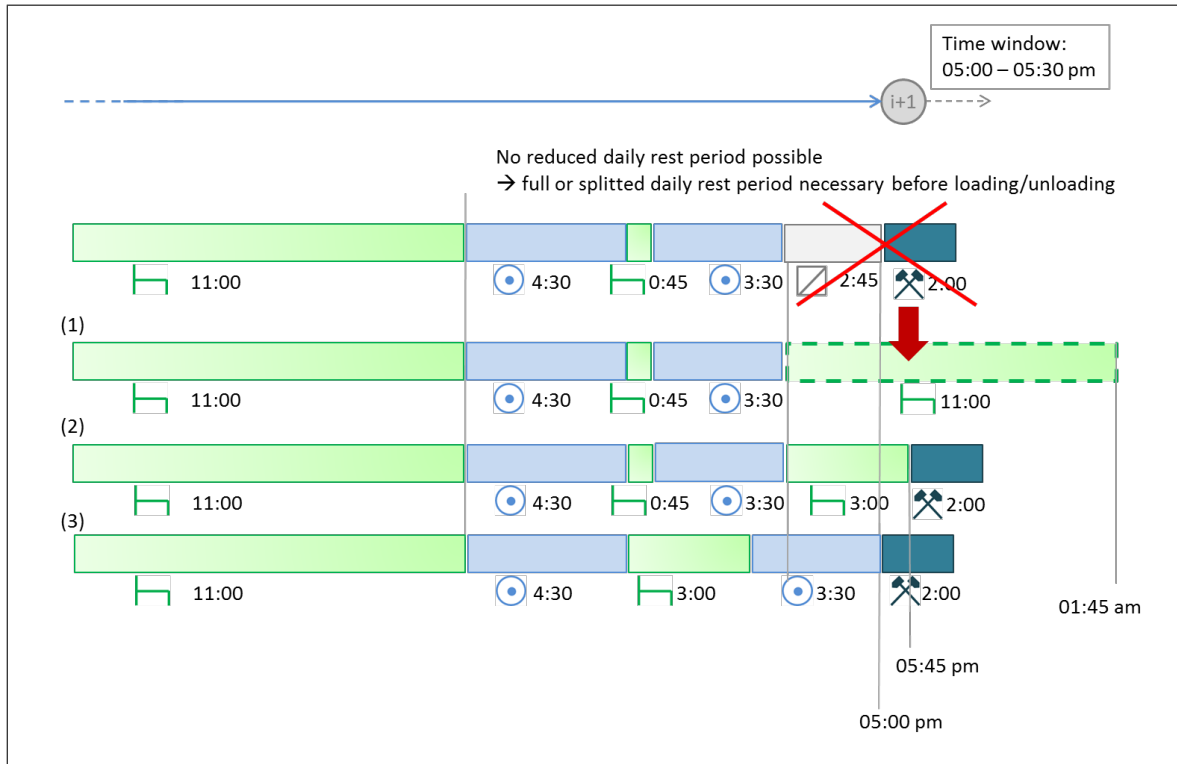 Time window:
05:00 – 05:30 pm
i+1
No reduced daily rest period possible
→ full or splitted daily rest period necessary before loading/unloading
11:00 4:30 0:45 3:30 2:45 2:00
(1)
11:00 4:30 0:45 3:30 11:00
(2)
11:00 4:30 0:45 3:30 3:00 2:00
(3)
11:00 4:30 3:00 3:30 2:00
01:45 am
05:45 pm
05:00 pm